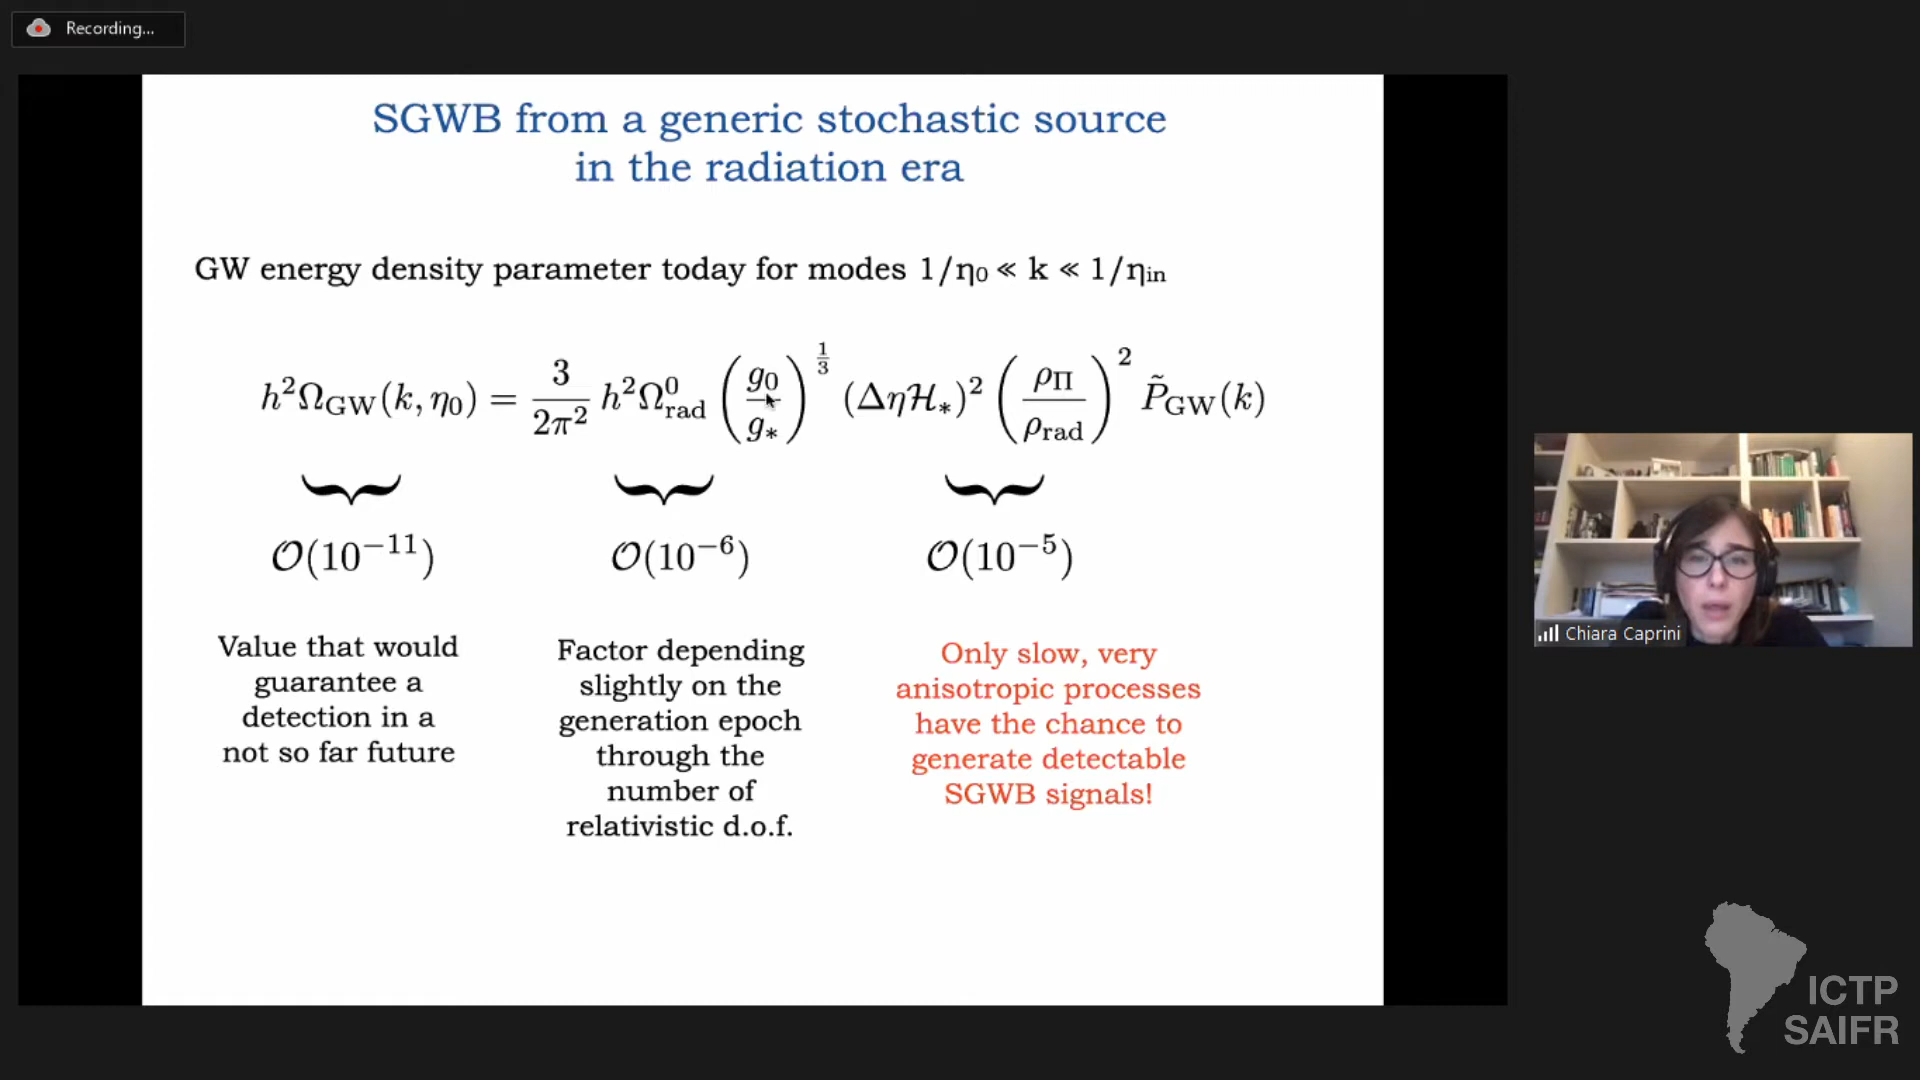 Recording...
SGWB from a generic stochastic source
in the radiation era
GW energy density parameter today for modes 1/η₀ ≪ k ≪ 1/ηᵢₙ
h²Ω_GW(k, η₀) = 3/(2π²) h²Ω⁰_rad (g₀/g∗)^(1/3) (Δηℋ∗)² (ρ_Π/ρ_rad)² P̃_GW(k)
𝒪(10⁻¹¹)
𝒪(10⁻⁶)
𝒪(10⁻⁵)
Value that would
guarantee a
detection in a
not so far future
Factor depending
slightly on the
generation epoch
through the
number of
relativistic d.o.f.
Only slow, very
anisotropic processes
have the chance to
generate detectable
SGWB signals!
Chiara Caprini
ICTP
SAIFR